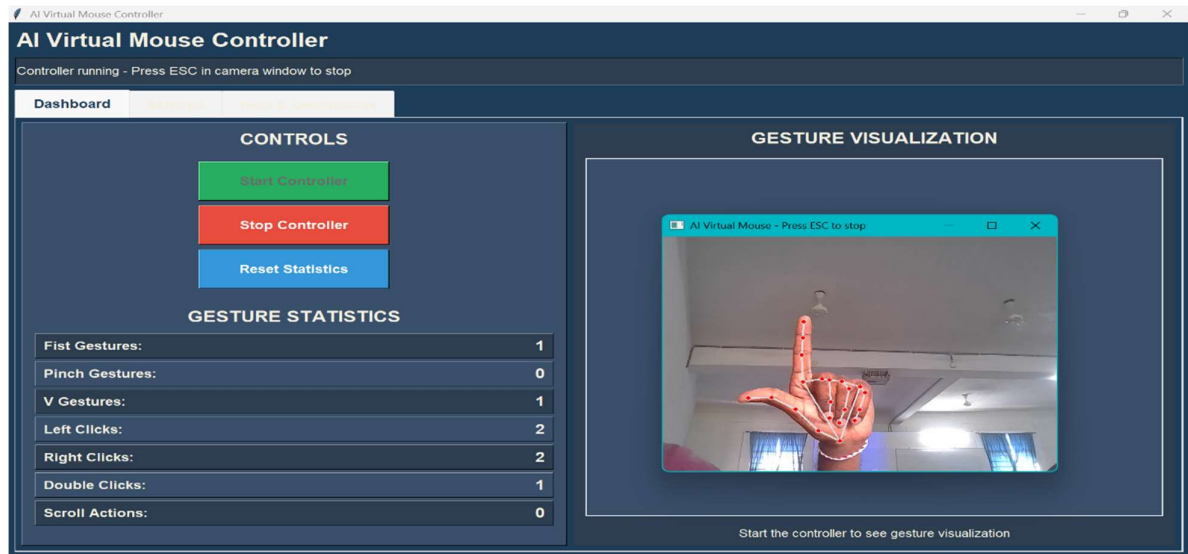 AI Virtual Mouse Controller
AI Virtual Mouse Controller
Controller running - Press ESC in camera window to stop
Dashboard
CONTROLS
Start Controller
Stop Controller
Reset Statistics
GESTURE STATISTICS
Fist Gestures: 1
Pinch Gestures: 0
V Gestures: 1
Left Clicks: 2
Right Clicks: 2
Double Clicks: 1
Scroll Actions: 0
GESTURE VISUALIZATION
AI Virtual Mouse - Press ESC to stop
Start the controller to see gesture visualization